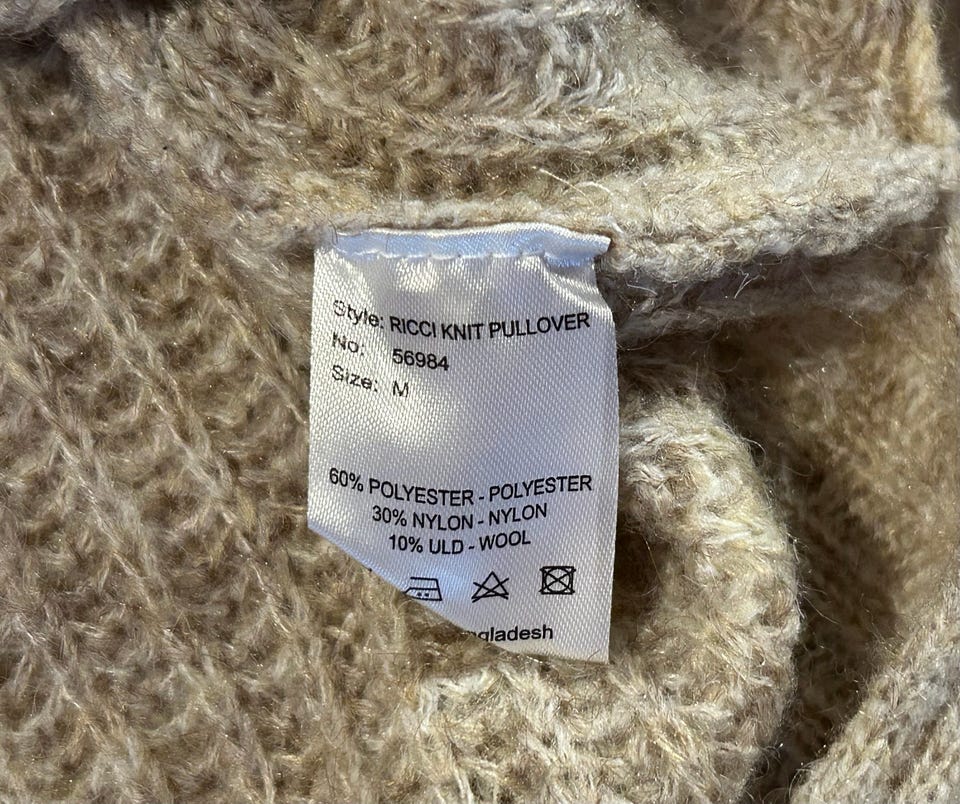 Style: RICCI KNIT PULLOVER
No: 56984
Size: M
60% POLYESTER - POLYESTER
30% NYLON - NYLON
10% ULD - WOOL